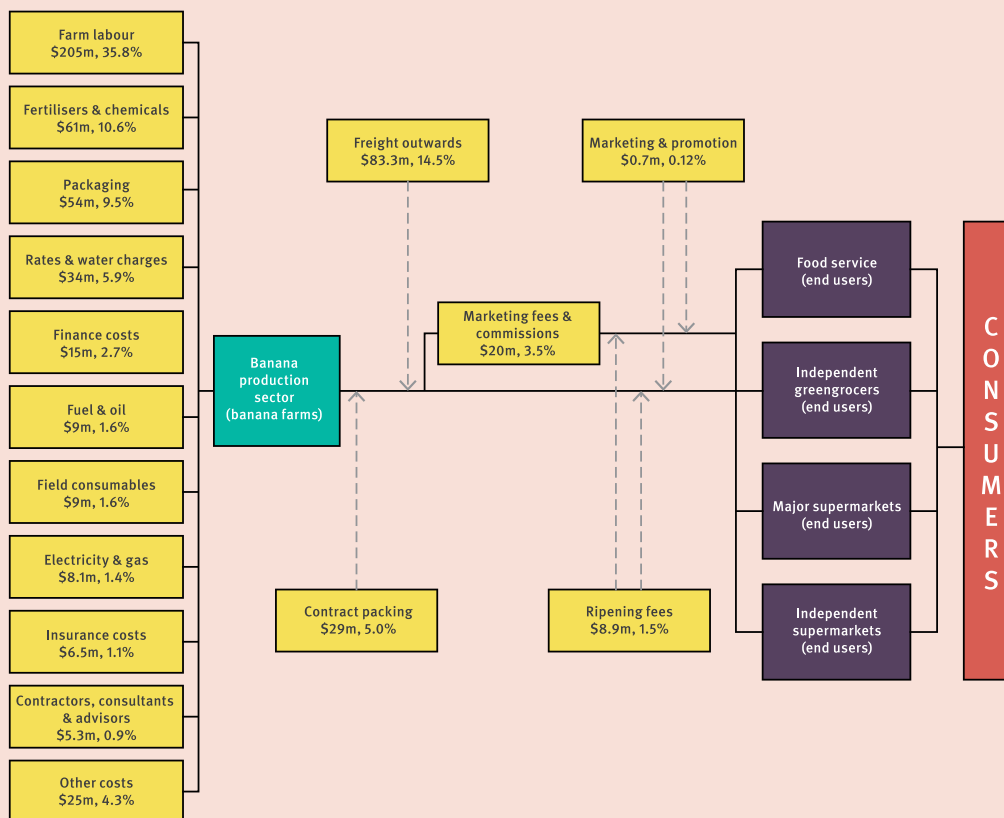 Farm labour
$205m, 35.8%
Fertilisers & chemicals
$61m, 10.6%
Packaging
$54m, 9.5%
Rates & water charges
$34m, 5.9%
Finance costs
$15m, 2.7%
Fuel & oil
$9m, 1.6%
Field consumables
$9m, 1.6%
Electricity & gas
$8.1m, 1.4%
Insurance costs
$6.5m, 1.1%
Contractors, consultants
& advisors
$5.3m, 0.9%
Other costs
$25m, 4.3%
Banana
production
sector
(banana farms)
Freight outwards
$83.3m, 14.5%
Contract packing
$29m, 5.0%
Marketing fees &
commissions
$20m, 3.5%
Marketing & promotion
$0.7m, 0.12%
Ripening fees
$8.9m, 1.5%
Food service
(end users)
Independent
greengrocers
(end users)
Major supermarkets
(end users)
Independent
supermarkets
(end users)
CONSUMERS